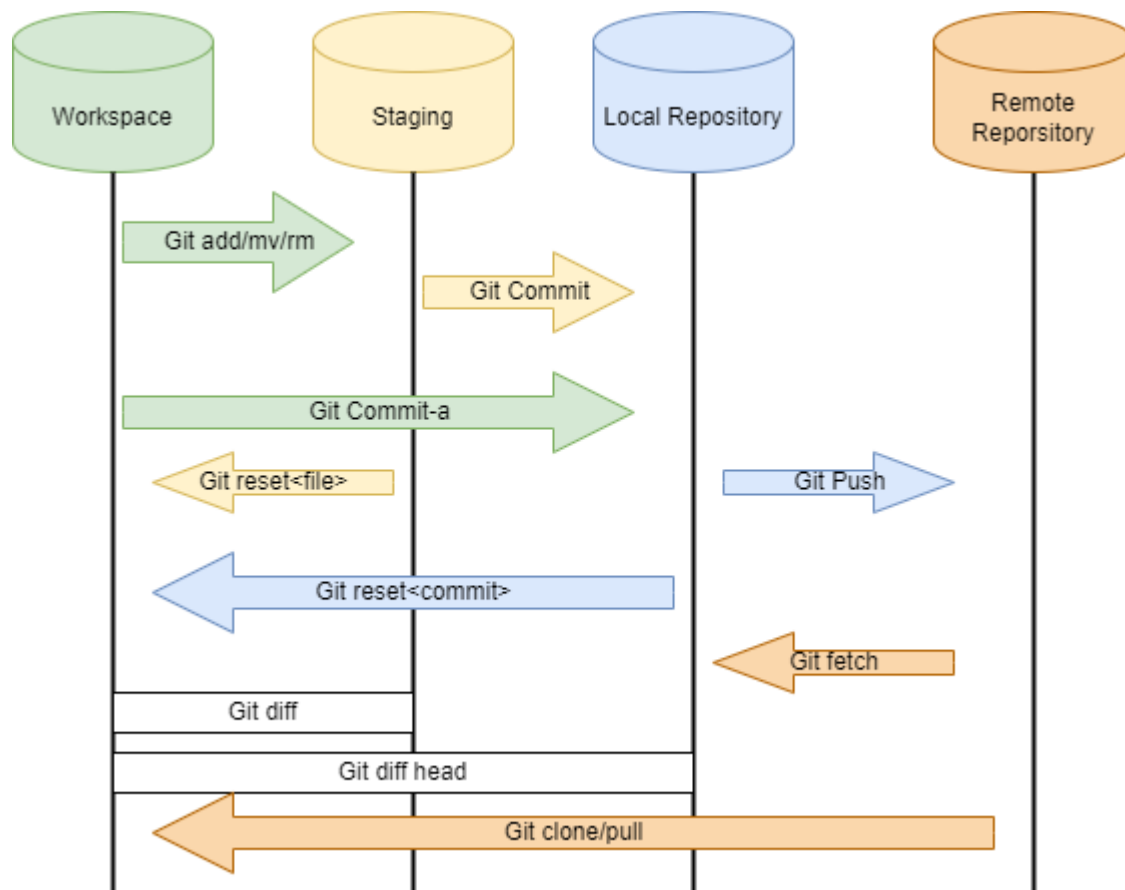 Workspace
Staging
Local Repository
Remote
Reporsitory
Git add/mv/rm
Git Commit
Git Commit-a
Git reset<file>
Git Push
Git reset<commit>
Git fetch
Git diff
Git diff head
Git clone/pull